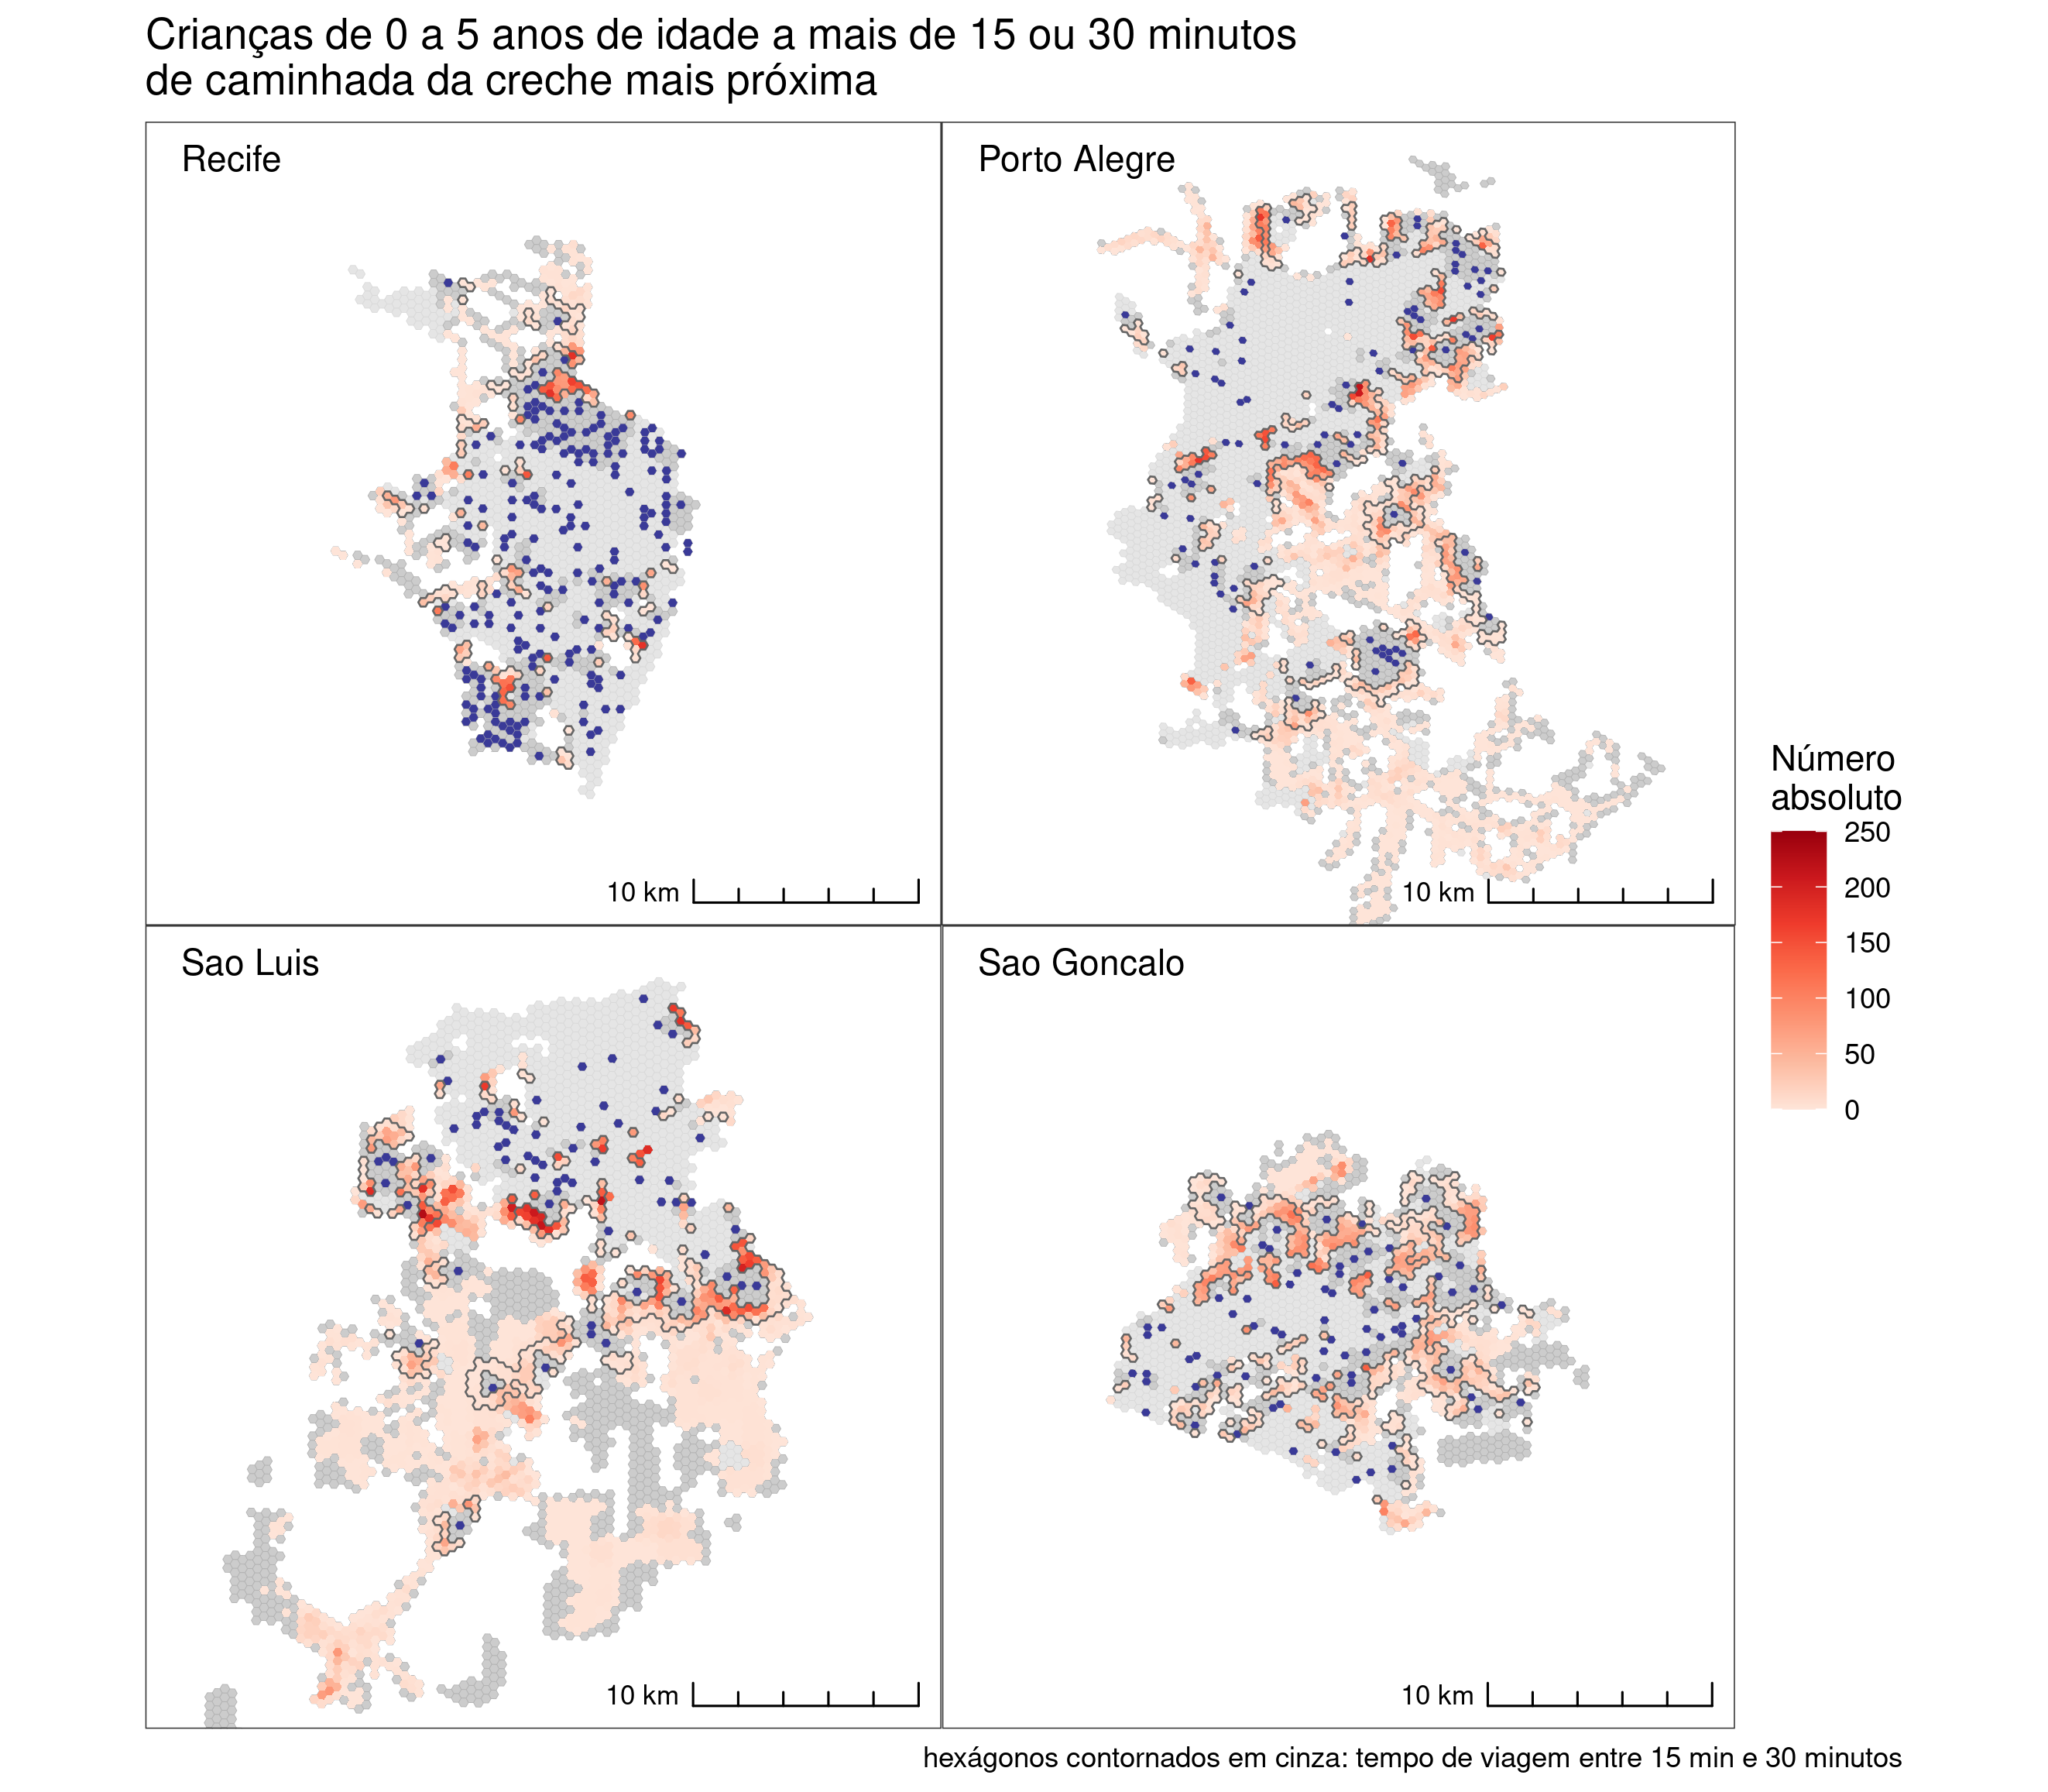 Crianças de 0 a 5 anos de idade a mais de 15 ou 30 minutos
de caminhada da creche mais próxima
Recife
10 km
Porto Alegre
10 km
Sao Luis
10 km
Sao Goncalo
10 km
Número
absoluto
250
200
150
100
50
0
hexágonos contornados em cinza: tempo de viagem entre 15 min e 30 minutos